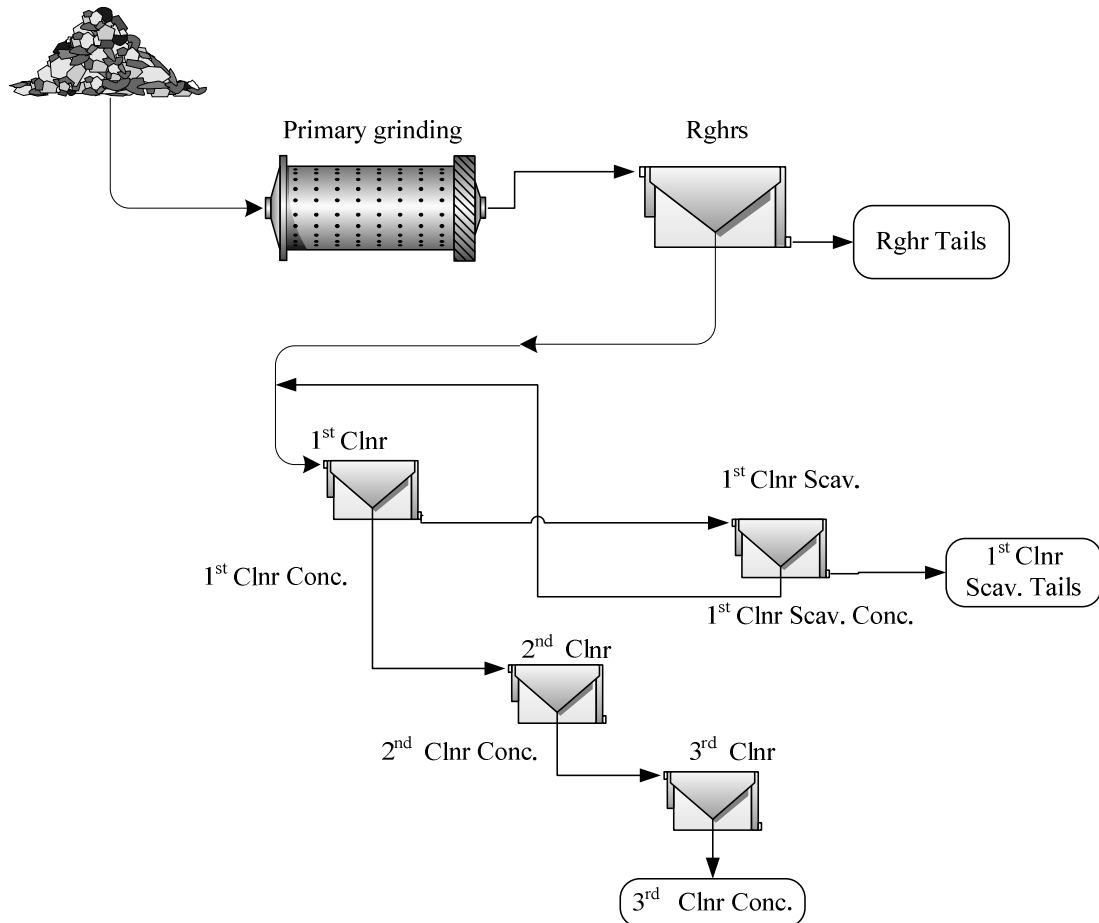 Primary grinding
Rghrs
Rghr Tails
1st Clnr
1st Clnr Scav.
1st Clnr
Scav. Tails
1st Clnr Conc.
1st Clnr Scav. Conc.
2nd Clnr
2nd Clnr Conc.
3rd Clnr
3rd Clnr Conc.